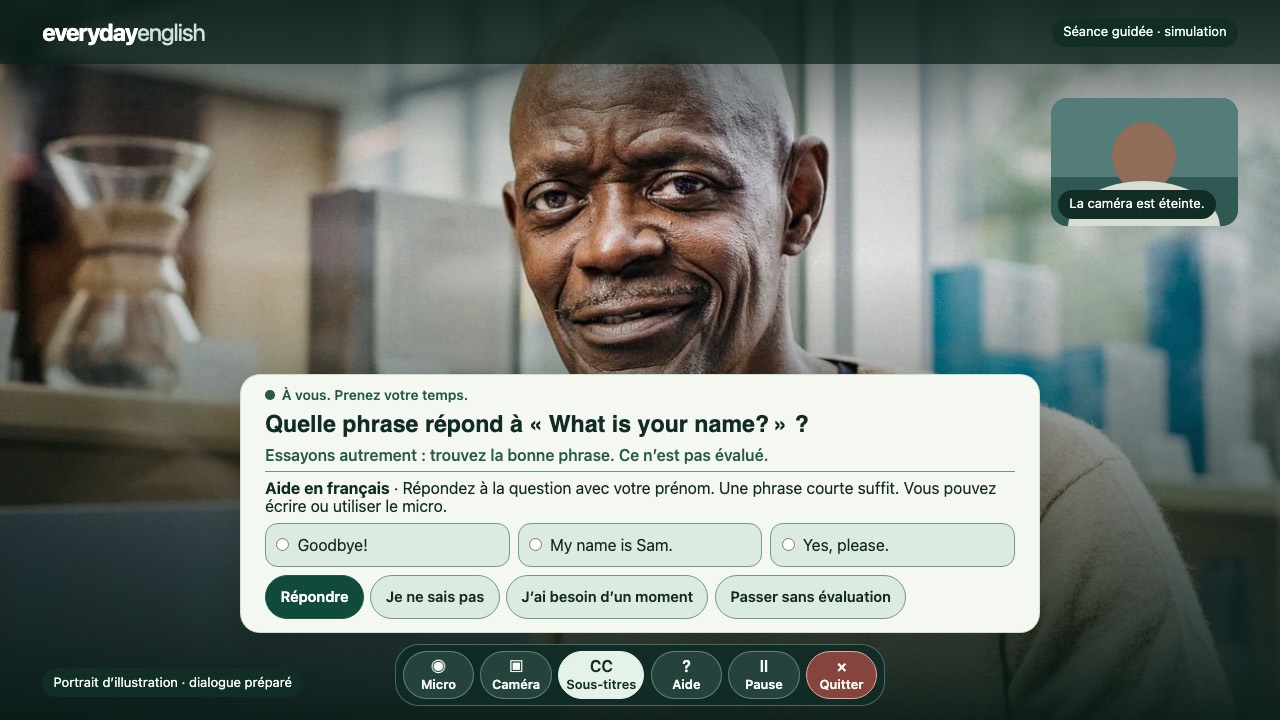 everydayenglish
Séance guidée · simulation
La caméra est éteinte.
À vous. Prenez votre temps.
Quelle phrase répond à « What is your name? » ?
Essayons autrement : trouvez la bonne phrase. Ce n’est pas évalué.
Aide en français · Répondez à la question avec votre prénom. Une phrase courte suffit. Vous pouvez
écrire ou utiliser le micro.
Goodbye!
My name is Sam.
Yes, please.
Répondre
Je ne sais pas
J’ai besoin d’un moment
Passer sans évaluation
Portrait d’illustration · dialogue préparé
Micro
Caméra
CC
Sous-titres
?
Aide
Pause
×
Quitter